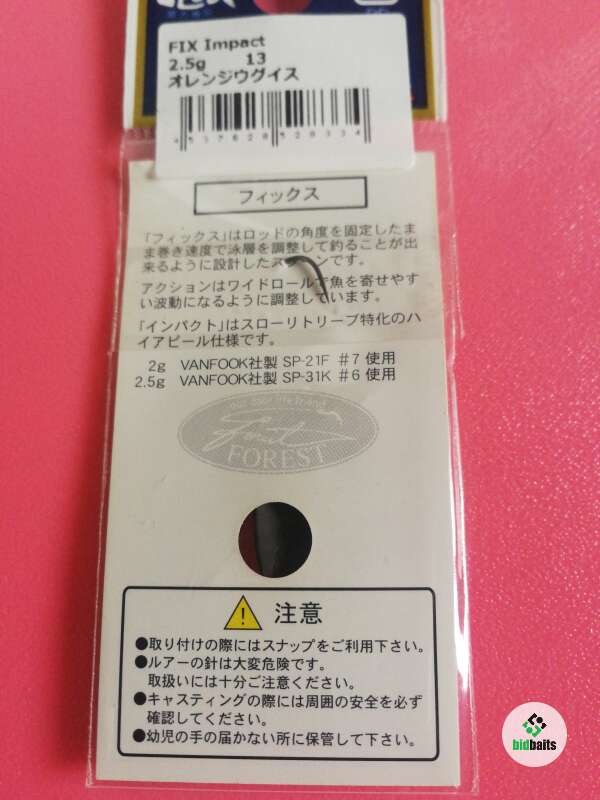 FIX Impact
2.5g 13
オレンジウグイス
フィックス
「フィックス」はロッドの角度を固定したま
ま巻き速度で泳層を調整して釣ることが出
来るように設計したス ンです。
アクションはワイドロールで魚を寄せやす
い波動になるように調整しています。
「インパクト」はスローリトリーブ特化のハ
イアピール仕様です。
2g VANFOOK社製 SP-21F #7 使用
2.5g VANFOOK社製 SP-31K #6 使用
FOREST
注意
●取り付けの際にはスナップをご利用下さい。
●ルアーの針は大変危険です。
取扱いには十分ご注意ください。
●キャスティングの際には周囲の安全を必ず
確認してください。
●幼児の手の届かない所に保管して下さい。
bidbaits